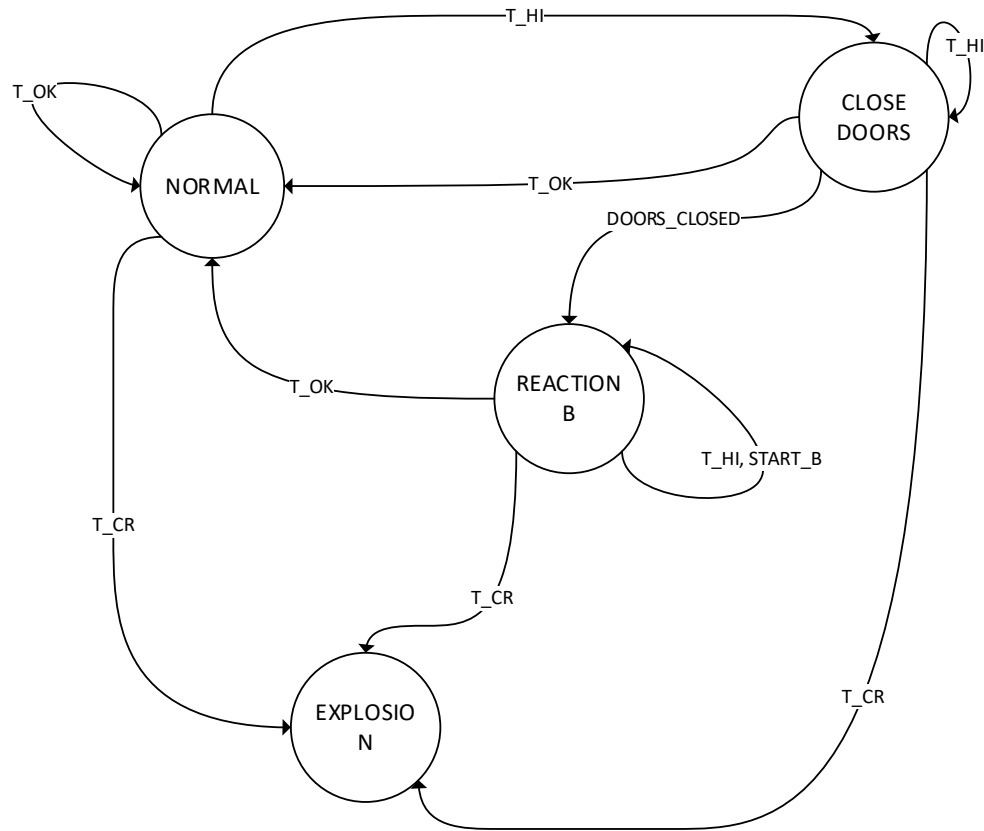 T_HI
T_HI
T_OK
CLOSE
DOORS
NORMAL
T_OK
DOORS_CLOSED
REACTION
B
T_OK
T_HI, START_B
T_CR
T_CR
EXPLOSIO
N
T_CR